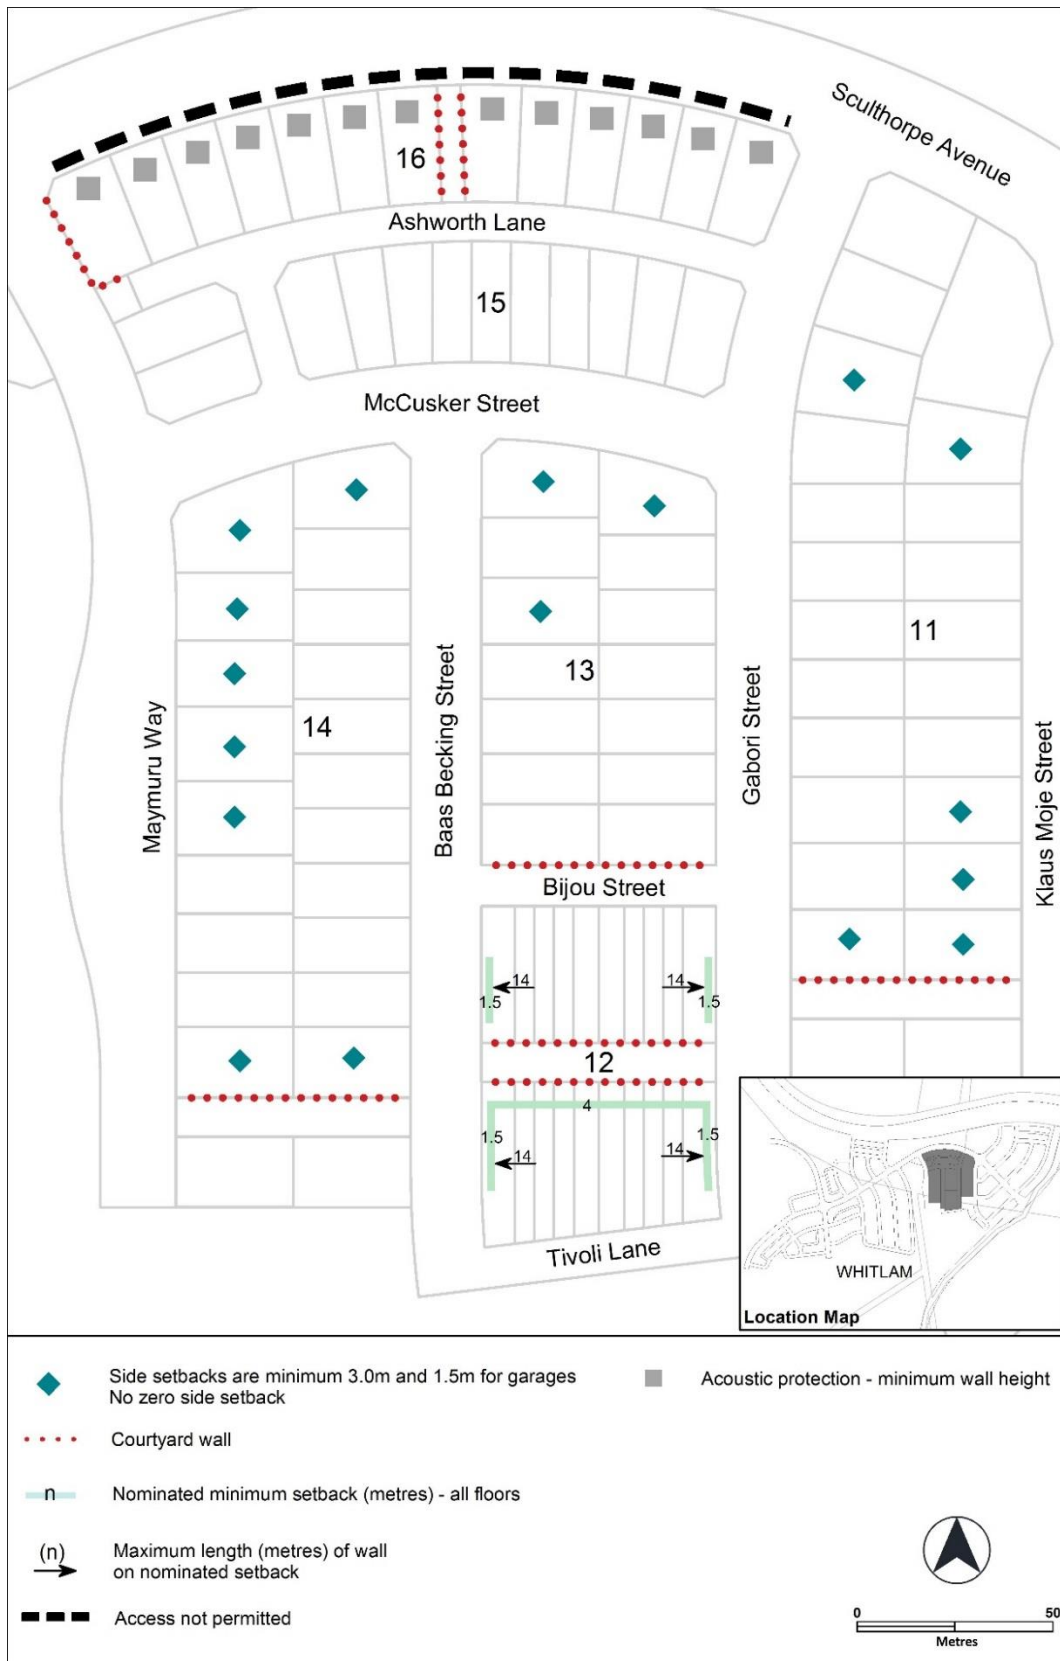 Sculthorpe Avenue
16
Ashworth Lane
15
McCusker Street
11
13
14
Maymuru Way
Baas Becking Street
Gabori Street
Klaus Moje Street
Bijou Street
14
14
1.5
1.5
12
4
1.5
1.5
14
14
Tivoli Lane
WHITLAM
Location Map
Side setbacks are minimum 3.0m and 1.5m for garages
No zero side setback
Acoustic protection - minimum wall height
Courtyard wall
n
Nominated minimum setback (metres) - all floors
(n)
Maximum length (metres) of wall
on nominated setback
Access not permitted
0
50
Metres